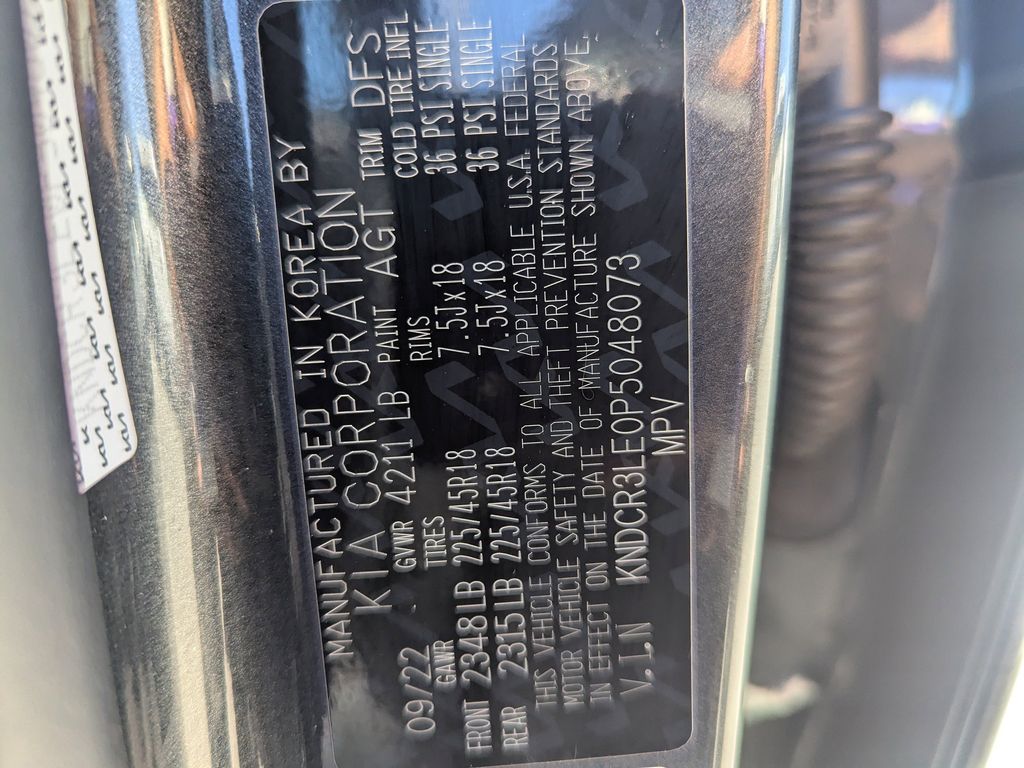 MANUFACTURED IN KOREA BY
KIA CORPORATION
09/22 GVWR 4211LB PAINT AGT TRIM DFS
GAWR TIRES RIMS COLD TIRE INFL
FRONT 2348LB 225/45R18 7.5Jx18 36 PSI SINGLE
REAR 2315LB 225/45R18 7.5Jx18 36 PSI SINGLE
THIS VEHICLE CONFORMS TO ALL APPLICABLE U.S.A. FEDERAL
MOTOR VEHICLE SAFETY AND THEFT PREVENTION STANDARDS
IN EFFECT ON THE DATE OF MANUFACTURE SHOWN ABOVE.
V.I.N KNDCR3LE0P5048073
MPV